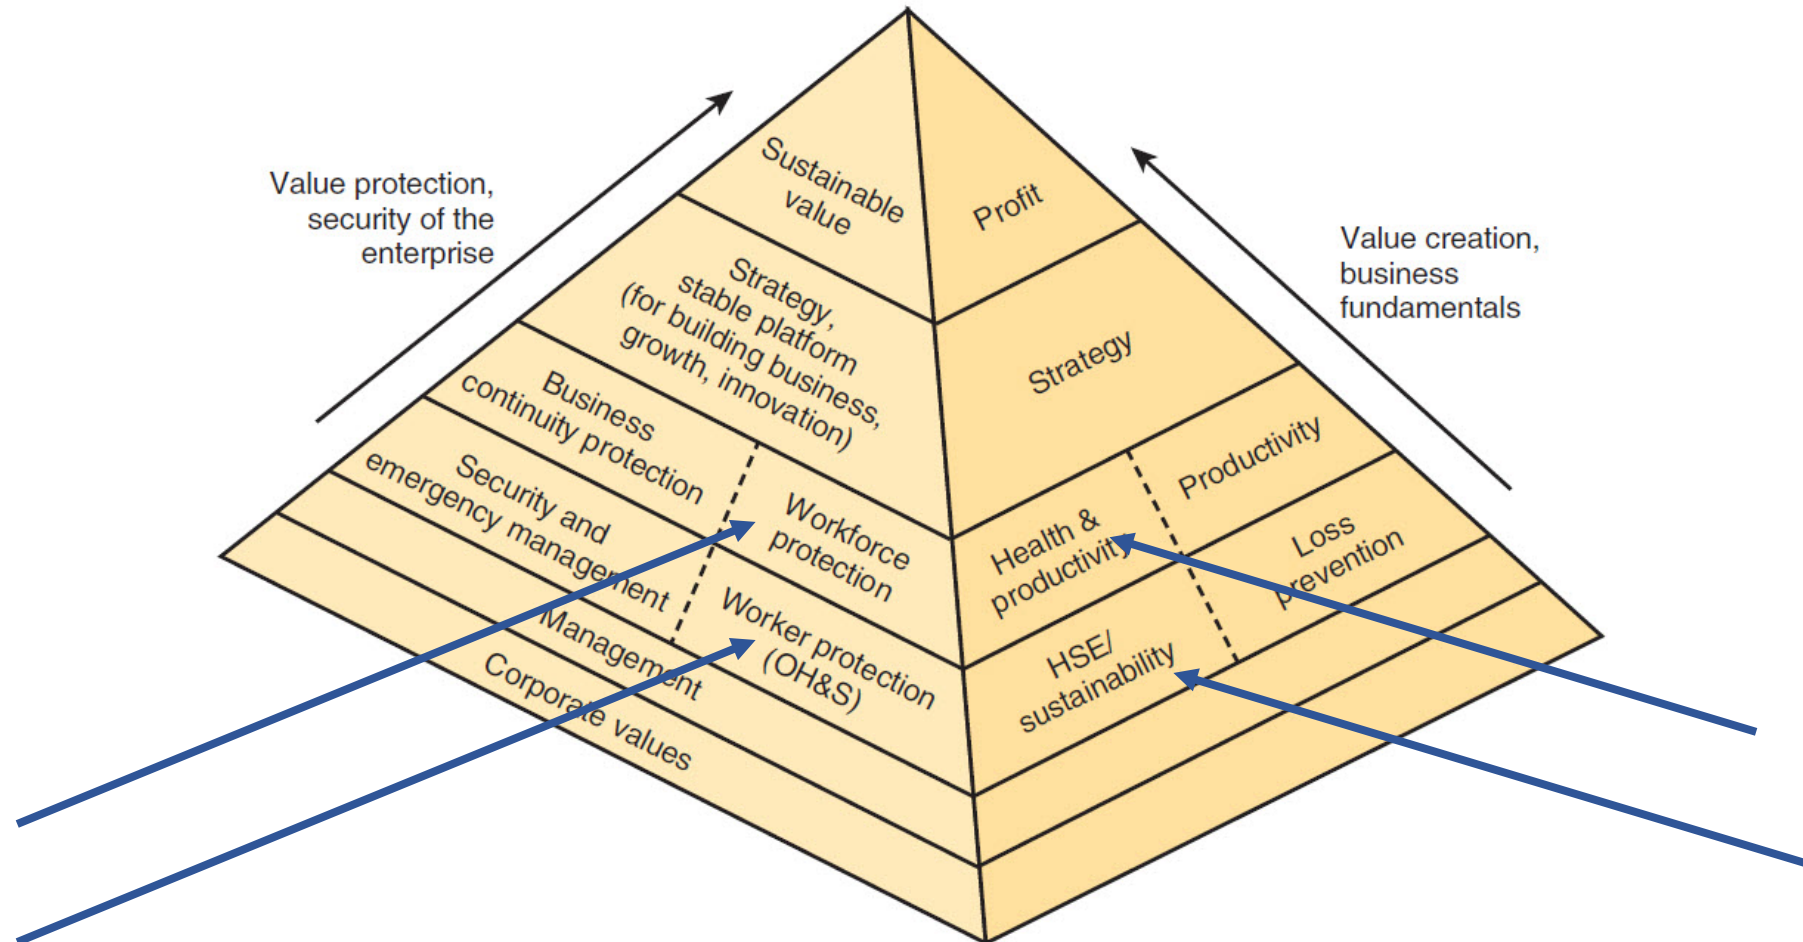 Value protection,
security of the
enterprise
Value creation,
business
fundamentals
Sustainable
value
Profit
Strategy,
stable platform
(for building business,
growth, innovation)
Strategy
Business
continuity protection
Workforce
protection
Health &
productivity
Productivity
Security and
emergency management
Worker protection
(OH&S)
HSE/
sustainability
Loss
prevention
Management
Corporate values